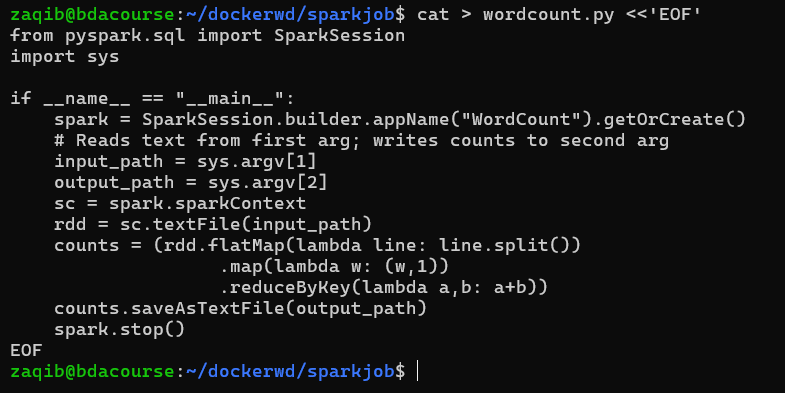 zaqib@bdacourse:~/dockerwd/sparkjob$ cat > wordcount.py <<'EOF'
from pyspark.sql import SparkSession
import sys

if __name__ == "__main__":
    spark = SparkSession.builder.appName("WordCount").getOrCreate()
    # Reads text from first arg; writes counts to second arg
    input_path = sys.argv[1]
    output_path = sys.argv[2]
    sc = spark.sparkContext
    rdd = sc.textFile(input_path)
    counts = (rdd.flatMap(lambda line: line.split())
                   .map(lambda w: (w,1))
                   .reduceByKey(lambda a,b: a+b))
    counts.saveAsTextFile(output_path)
    spark.stop()
EOF
zaqib@bdacourse:~/dockerwd/sparkjob$